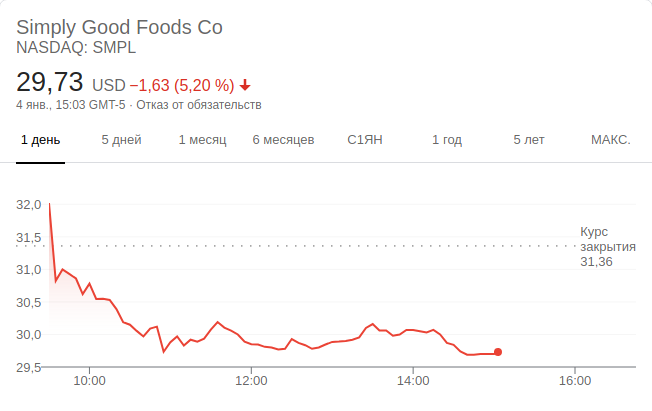 Simply Good Foods Co
NASDAQ: SMPL
29,73 USD −1,63 (5,20 %)
4 янв., 15:03 GMT-5 · Отказ от обязательств
1 день 5 дней 1 месяц 6 месяцев С1ЯН 1 год 5 лет МАКС.
32,0
31,5
31,0
30,5
30,0
29,5
Курс
закрытия
31,36
10:00 12:00 14:00 16:00